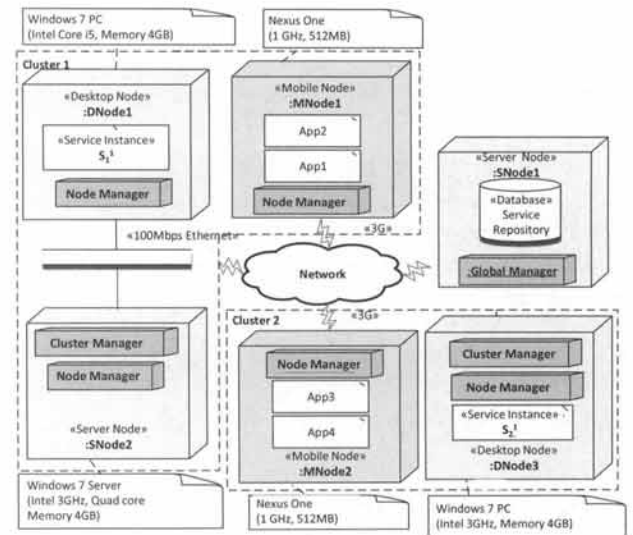 Windows 7 PC
(Intel Core i5, Memory 4GB)
Nexus One
(1 GHz, 512MB)
Cluster 1
«Desktop Node»
:DNode1
«Service Instance»
S₁¹
Node Manager
«Mobile Node»
:MNode1
App2
App1
Node Manager
«Server Node»
:SNode1
«Database»
Service
Repository
:Global Manager
«100Mbps Ethernet»
«3G»
Network
Cluster Manager
Node Manager
«Server Node»
:SNode2
Cluster 2
«3G»
Node Manager
App3
App4
«Mobile Node»
:MNode2
Cluster Manager
Node Manager
«Service Instance»
S₂¹
«Desktop Node»
:DNode3
Windows 7 Server
(Intel 3GHz, Quad core
Memory 4GB)
Nexus One
(1 GHz, 512MB)
Windows 7 PC
(Intel 3GHz, Memory 4GB)